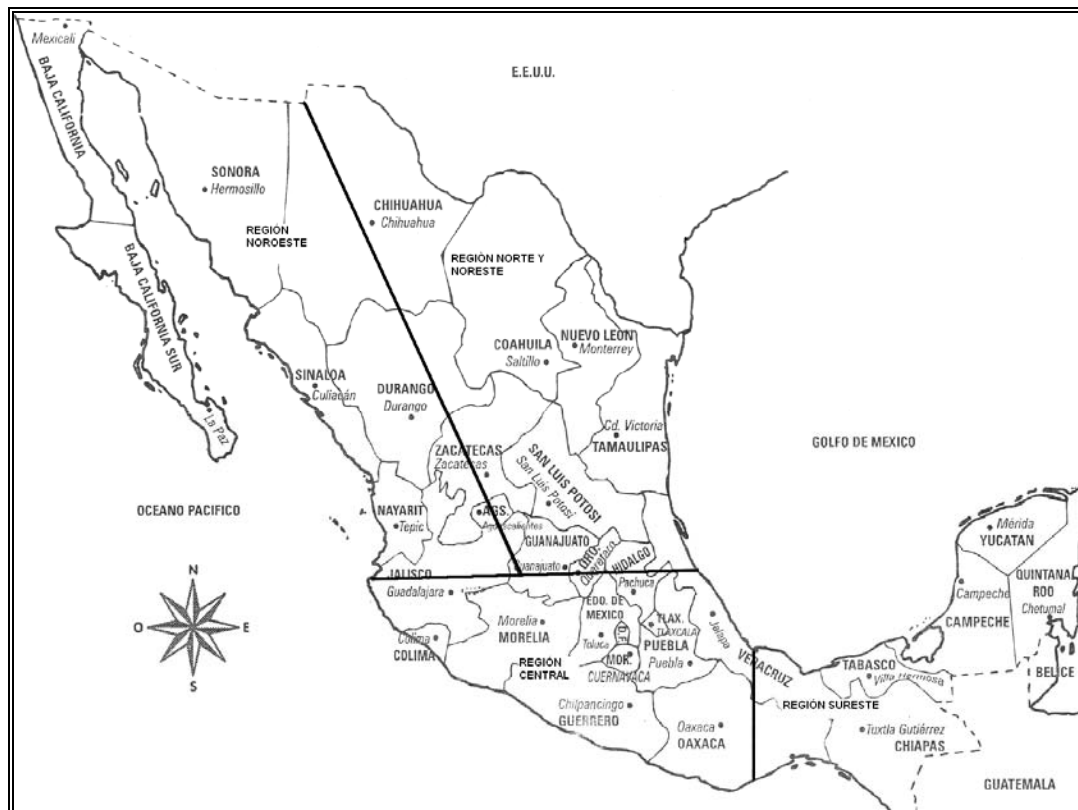 Mexicali
E.E.U.U.
BAJA CALIFORNIA
SONORA
Hermosillo
CHIHUAHUA
Chihuahua
REGIÓN
NOROESTE
REGIÓN NORTE Y
NORESTE
BAJA CALIFORNIA SUR
La Paz
SINALOA
Culiacán
DURANGO
Durango
COAHUILA
Saltillo
NUEVO LEON
Monterrey
Cd. Victoria
TAMAULIPAS
GOLFO DE MEXICO
ZACATECAS
Zacatecas
SAN LUIS POTOSI
San Luis Potosí
OCEANO PACIFICO
NAYARIT
Tepic
AGS.
Aguascalientes
GUANAJUATO
Guanajuato
QRO.
Querétaro
HIDALGO
Pachuca
Mérida
YUCATAN
Campeche
CAMPECHE
QUINTANA
ROO
Chetumal
BELICE
JALISCO
Guadalajara
N
O
E
S
Colima
COLIMA
Morelia
MORELIA
EDO. DE
MEXICO
Toluca
D.F.
TLAX.
TLAXCALA
PUEBLA
Puebla
MOR.
CUERNAVACA
Jalapa
VERACRUZ
REGIÓN
CENTRAL
Chilpancingo
GUERRERO
Oaxaca
OAXACA
TABASCO
Villa Hermosa
REGIÓN SURESTE
Tuxtla Gutiérrez
CHIAPAS
GUATEMALA